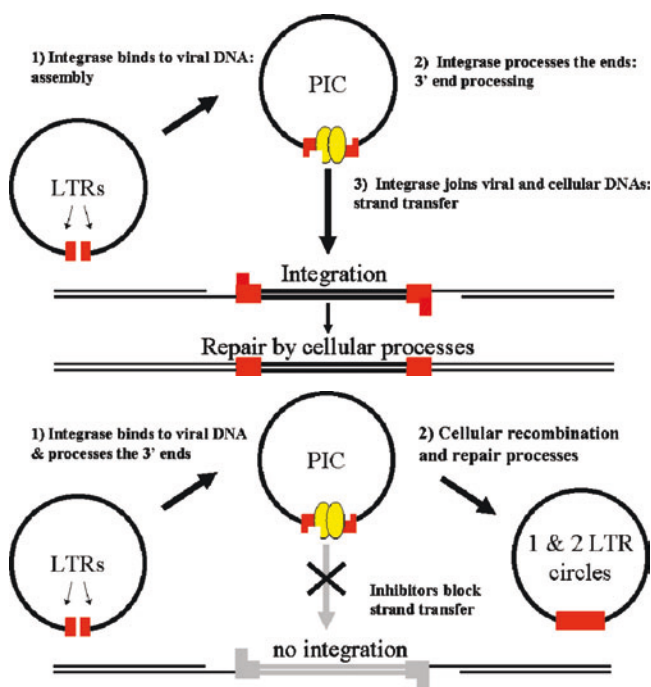 1) Integrase binds to viral DNA:
assembly
PIC
2) Integrase processes the ends:
3' end processing
LTRs
3) Integrase joins viral and cellular DNAs:
strand transfer
Integration
Repair by cellular processes
1) Integrase binds to viral DNA
& processes the 3' ends
PIC
2) Cellular recombination
and repair processes
LTRs
1 & 2 LTR
circles
Inhibitors block
strand transfer
no integration